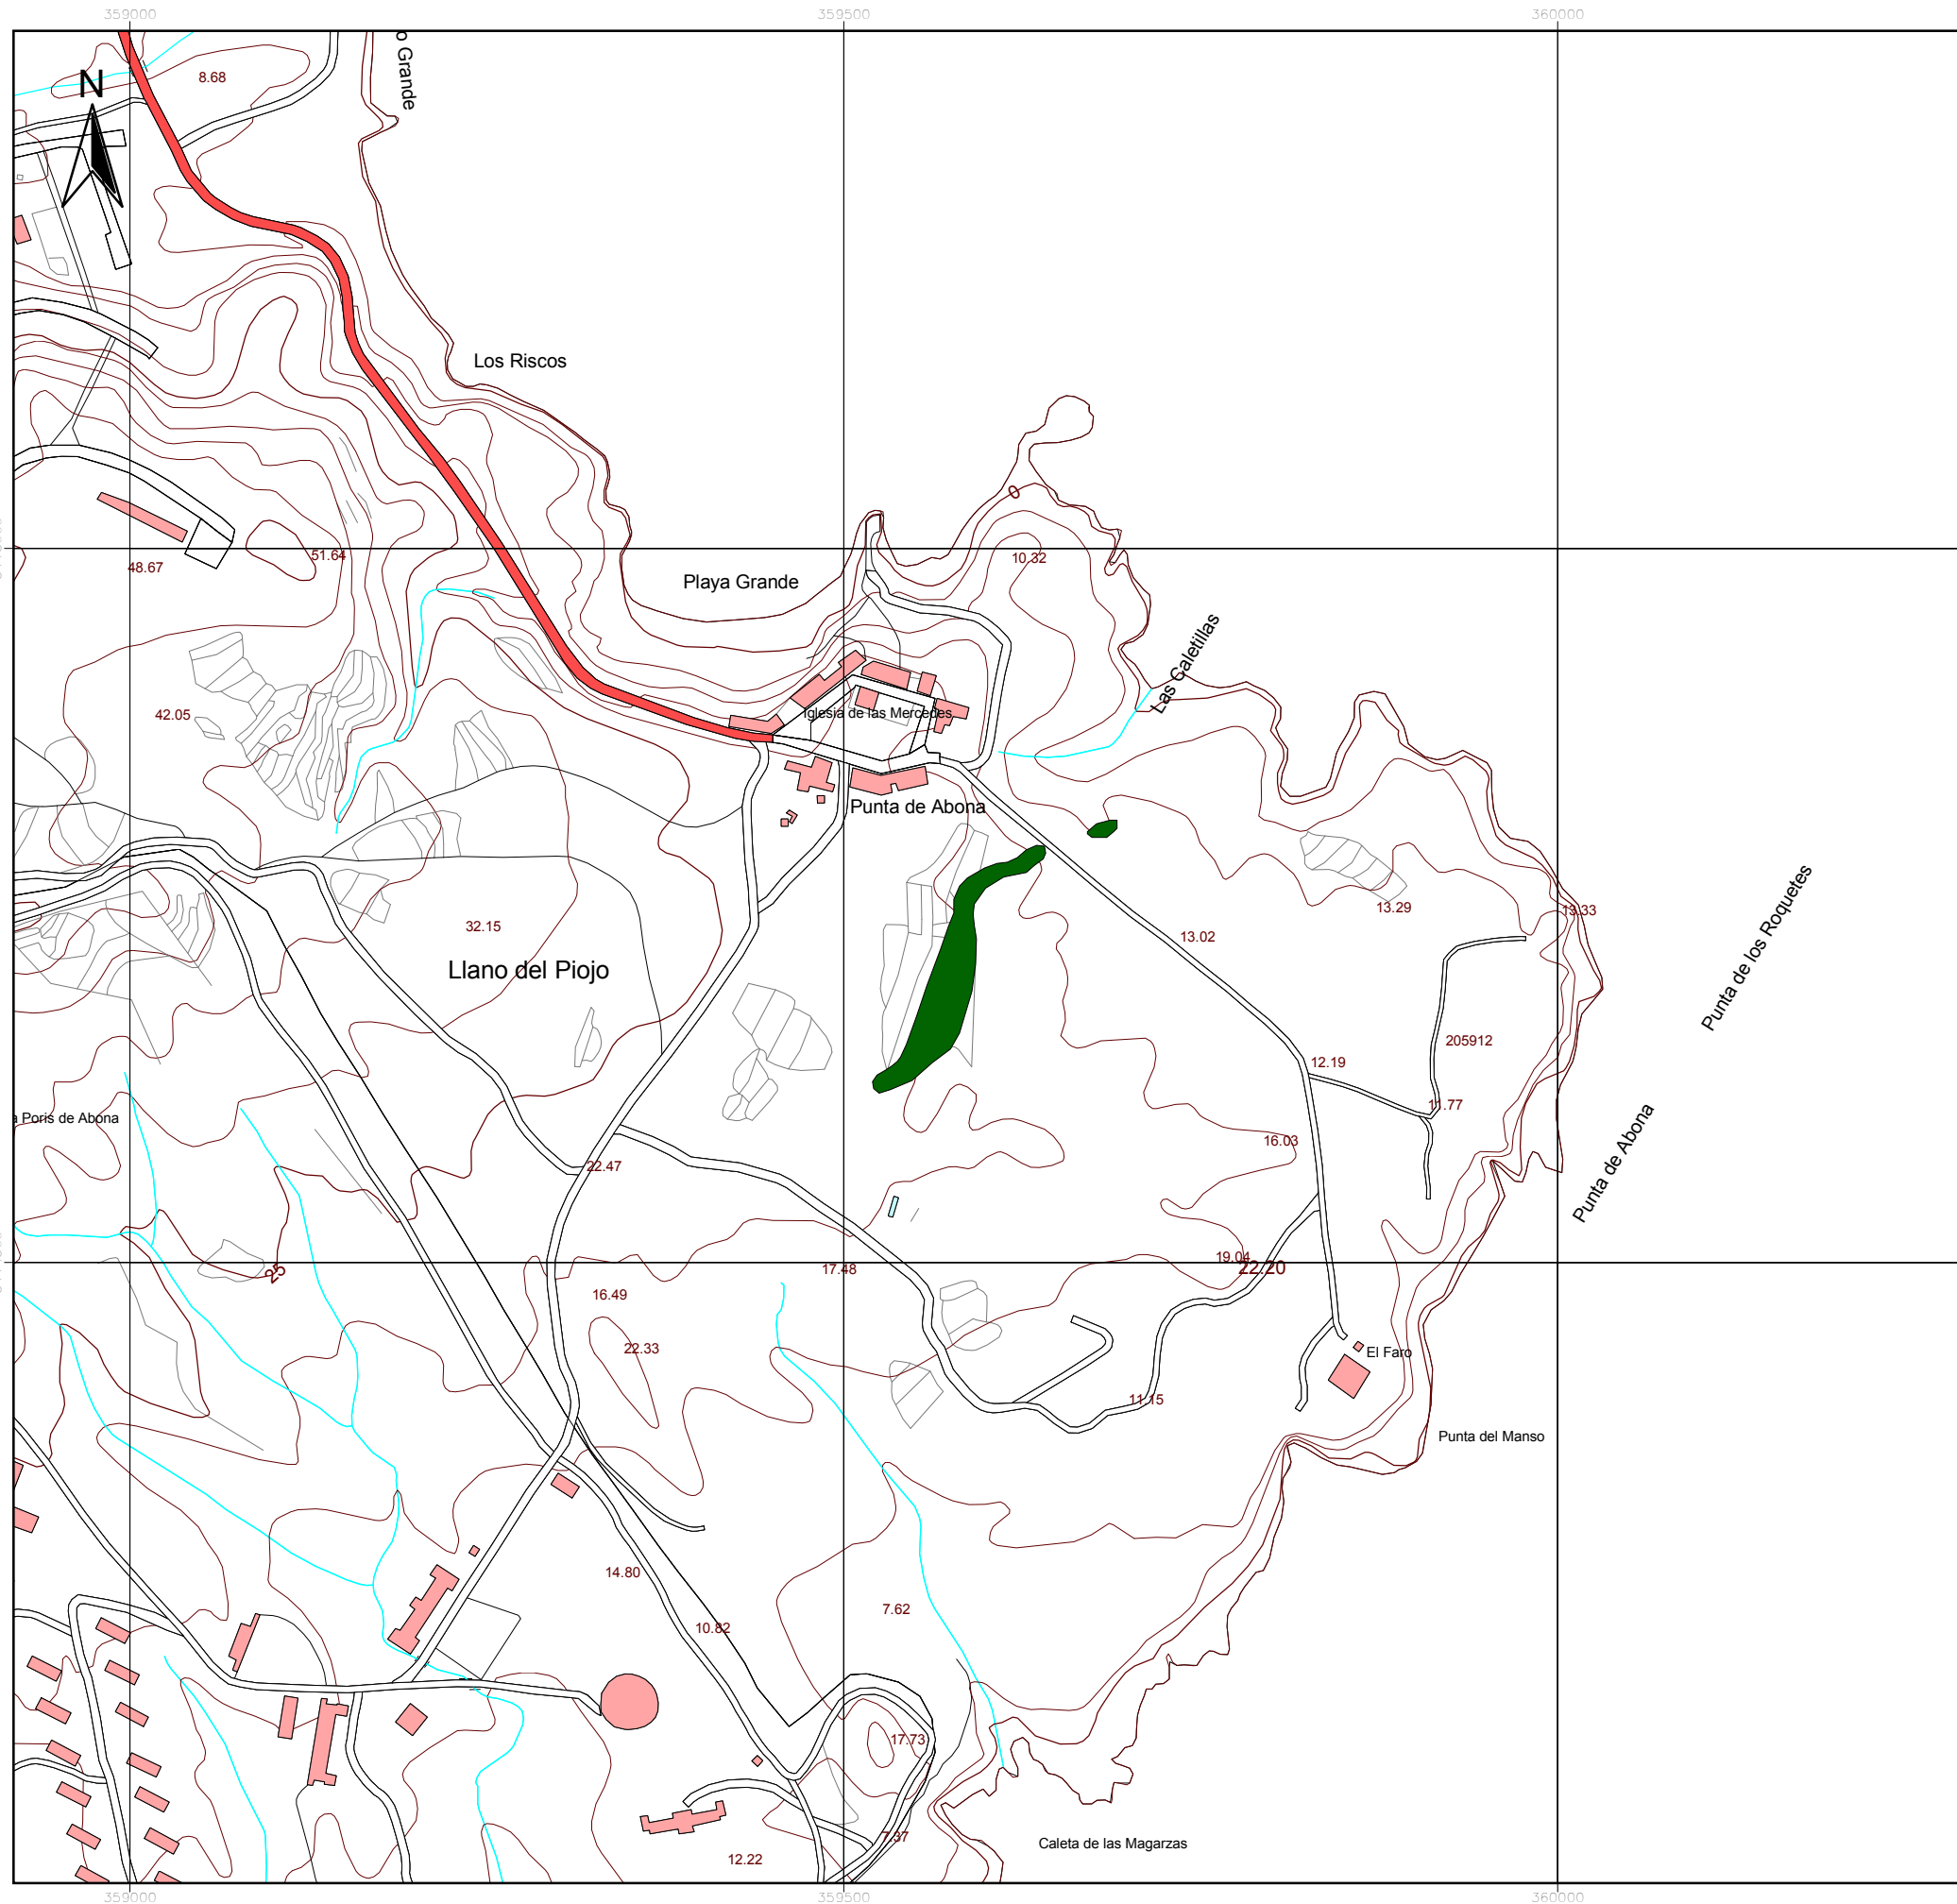 359000
359500
360000
o Grande
N
8.68
Los Riscos
0
10.32
51.64
48.67
Playa Grande
Las Caletillas
42.05
Iglesia de las Mercedes
Punta de Abona
13.29
13.33
32.15
13.02
Punta de los Roquetes
Llano del Piojo
205912
12.19
11.77
a Poris de Abona
16.03
22.47
Punta de Abona
19.04
22.20
17.48
25
16.49
22.33
El Faro
11.15
Punta del Manso
14.80
7.62
10.82
17.73
7.37
Caleta de las Magarzas
12.22
359000
359500
360000